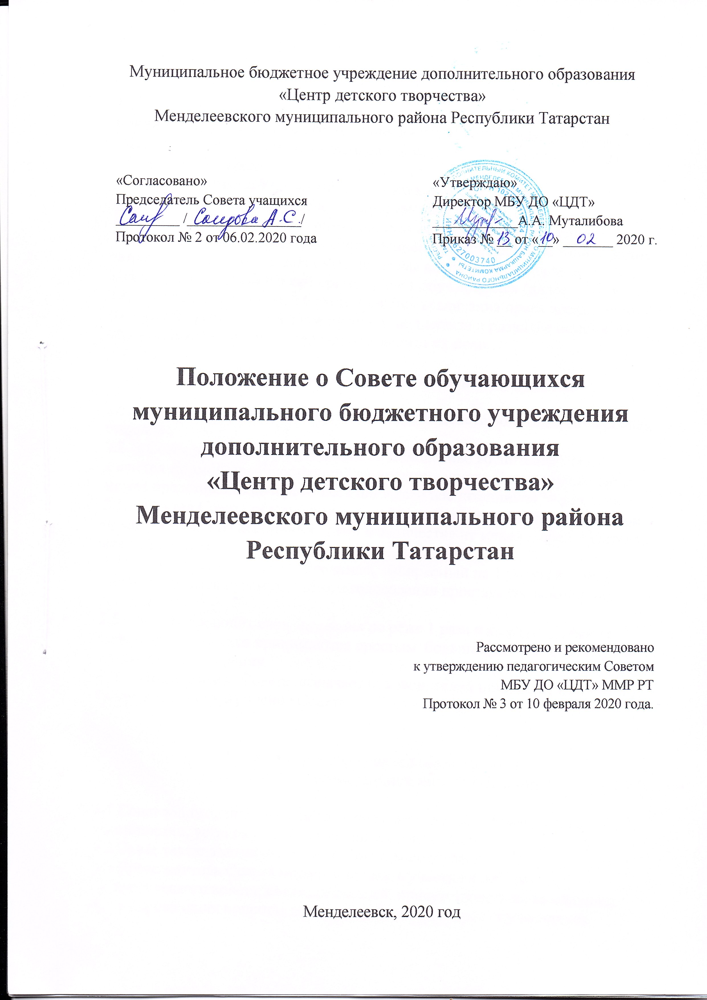 Муниципальное бюджетное учреждение дополнительного образования
«Центр детского творчества»
Менделеевского муниципального района Республики Татарстан
«Согласовано»
Председатель Совета учащихся
/ Саидова А.С./
Протокол № 2 от 06.02.2020 года
«Утверждаю»
Директор МБУ ДО «ЦДТ»
А.А. Муталибова
Приказ № 13 от «10» 02 2020 г.
Положение о Совете обучающихся
муниципального бюджетного учреждения
дополнительного образования
«Центр детского творчества»
Менделеевского муниципального района
Республики Татарстан
Рассмотрено и рекомендовано
к утверждению педагогическим Советом
МБУ ДО «ЦДТ» ММР РТ
Протокол № 3 от 10 февраля 2020 года.
Менделеевск, 2020 год